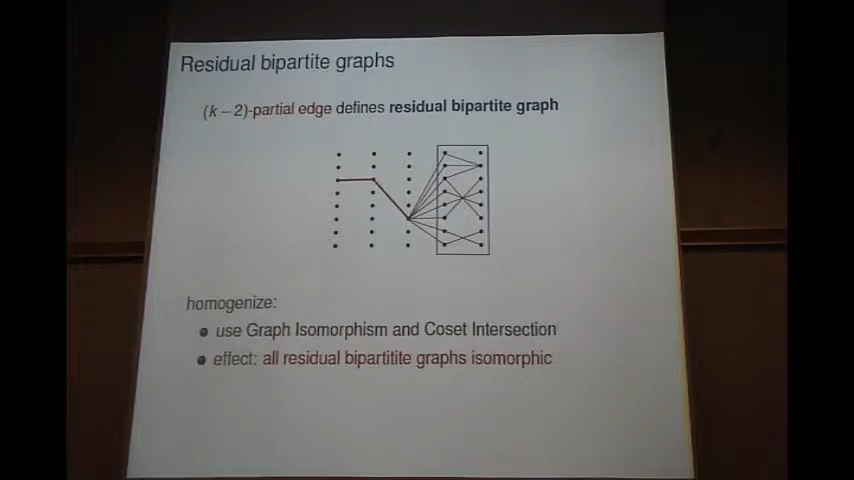 Residual bipartite graphs
(k − 2)-partial edge defines residual bipartite graph
homogenize:
use Graph Isomorphism and Coset Intersection
effect: all residual bipartitite graphs isomorphic